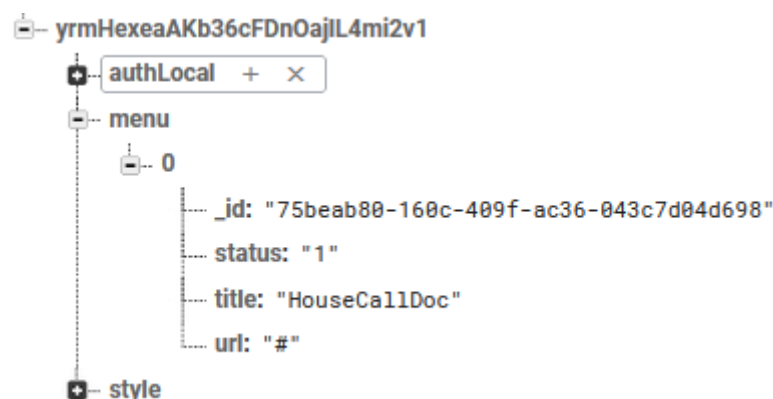 yrmHexeaAKb36cFDnOajlL4mi2v1
authLocal + ×
menu
0
_id: "75beab80-160c-409f-ac36-043c7d04d698"
status: "1"
title: "HouseCallDoc"
url: "#"
style